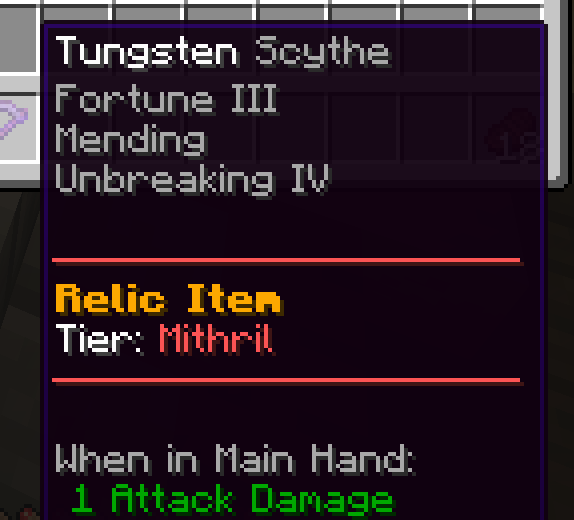 Tungsten Scythe
Fortune III
Mending
Unbreaking IV
Relic Item
Tier: Mithril
When in Main Hand:
1 Attack Damage